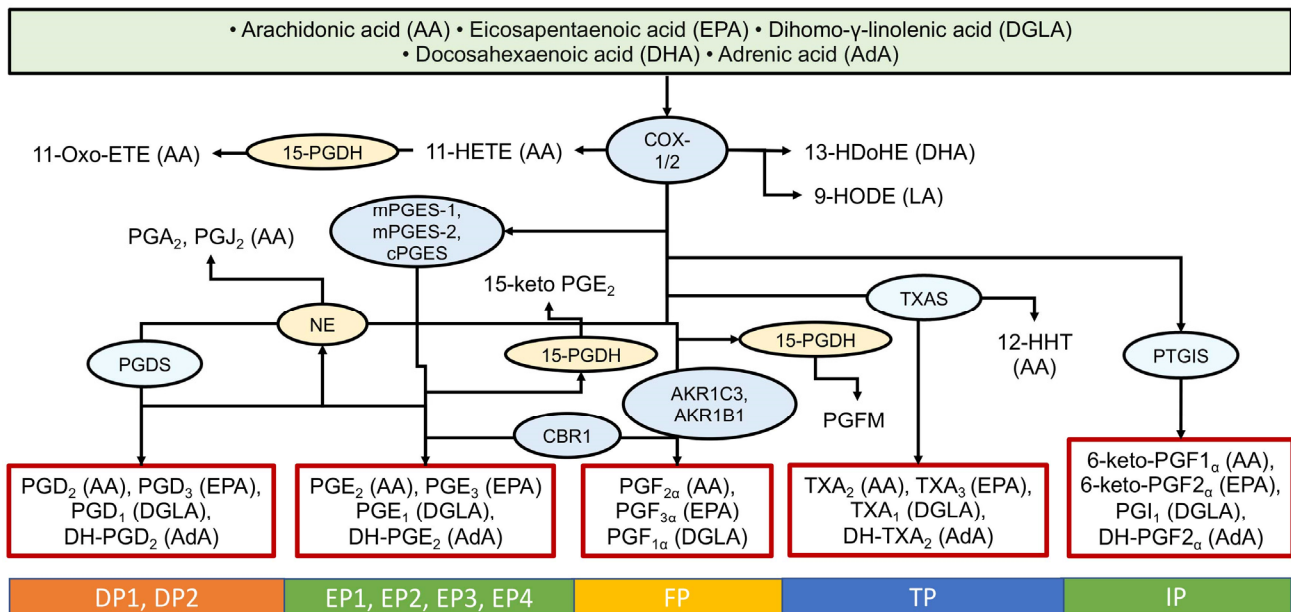 • Arachidonic acid (AA) • Eicosapentaenoic acid (EPA) • Dihomo-γ-linolenic acid (DGLA)
• Docosahexaenoic acid (DHA) • Adrenic acid (AdA)
COX-
1/2
11-Oxo-ETE (AA)
15-PGDH
11-HETE (AA)
13-HDoHE (DHA)
9-HODE (LA)
mPGES-1,
mPGES-2,
cPGES
PGA₂, PGJ₂ (AA)
15-keto PGE₂
TXAS
NE
15-PGDH
15-PGDH
12-HHT
(AA)
PGDS
PTGIS
AKR1C3,
AKR1B1
PGFM
CBR1
PGD₂ (AA), PGD₃ (EPA),
PGD₁ (DGLA),
DH-PGD₂ (AdA)
PGE₂ (AA), PGE₃ (EPA)
PGE₁ (DGLA),
DH-PGE₂ (AdA)
PGF₂α (AA),
PGF₃α (EPA)
PGF₁α (DGLA)
TXA₂ (AA), TXA₃ (EPA),
TXA₁ (DGLA),
DH-TXA₂ (AdA)
6-keto-PGF1α (AA),
6-keto-PGF2α (EPA),
PGI₁ (DGLA),
DH-PGF2α (AdA)
DP1, DP2
EP1, EP2, EP3, EP4
FP
TP
IP